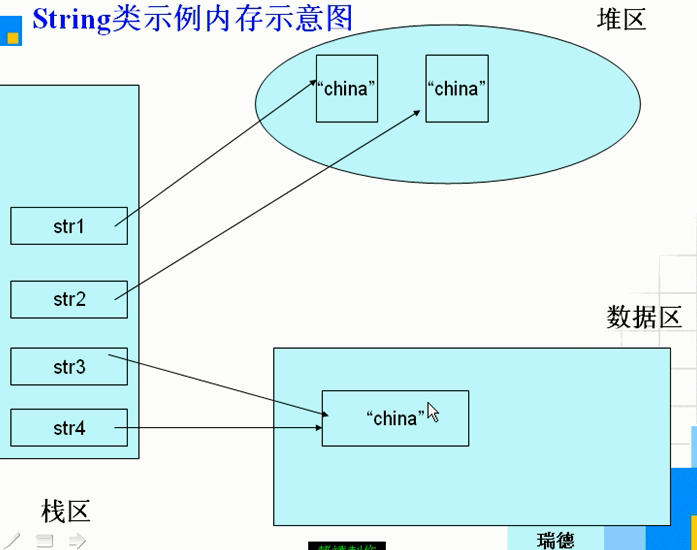 String类示例内存示意图
堆区
“china”
“china”
str1
str2
数据区
str3
“china”
str4
栈区
瑞德